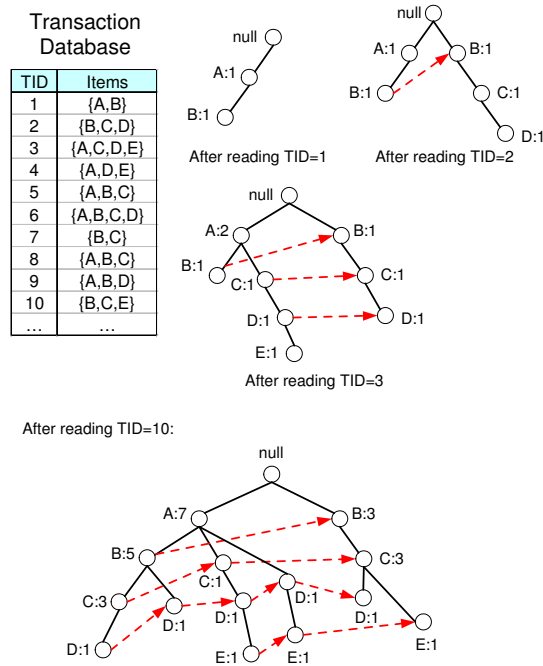 Transaction
Database
TID Items
1 {A,B}
2 {B,C,D}
3 {A,C,D,E}
4 {A,D,E}
5 {A,B,C}
6 {A,B,C,D}
7 {B,C}
8 {A,B,C}
9 {A,B,D}
10 {B,C,E}
... ...
null
A:1
B:1
After reading TID=1
null
A:1 B:1
B:1 C:1
D:1
After reading TID=2
null
A:2 B:1
B:1 C:1 C:1
D:1 D:1
E:1
After reading TID=3
After reading TID=10:
null
A:7 B:3
B:5 C:1 C:3
C:3 D:1 D:1 D:1 D:1
D:1 E:1 E:1 E:1